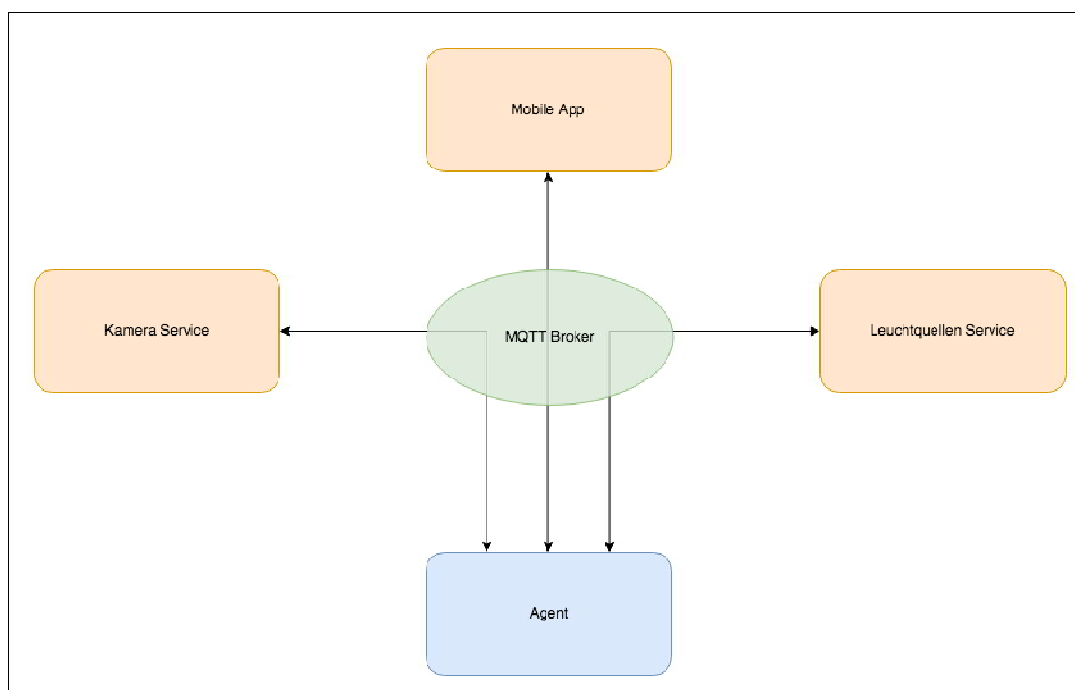 Mobile App
Kamera Service
MQTT Broker
Leuchtquellen Service
Agent